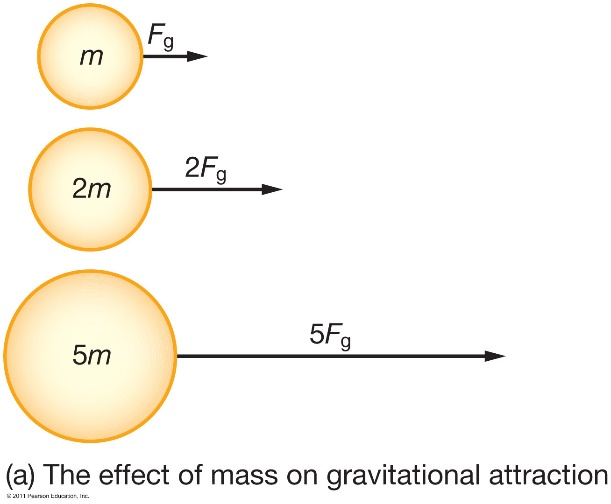 m
Fg
2m
2Fg
5m
5Fg
(a) The effect of mass on gravitational attraction
© 2011 Pearson Education, Inc.